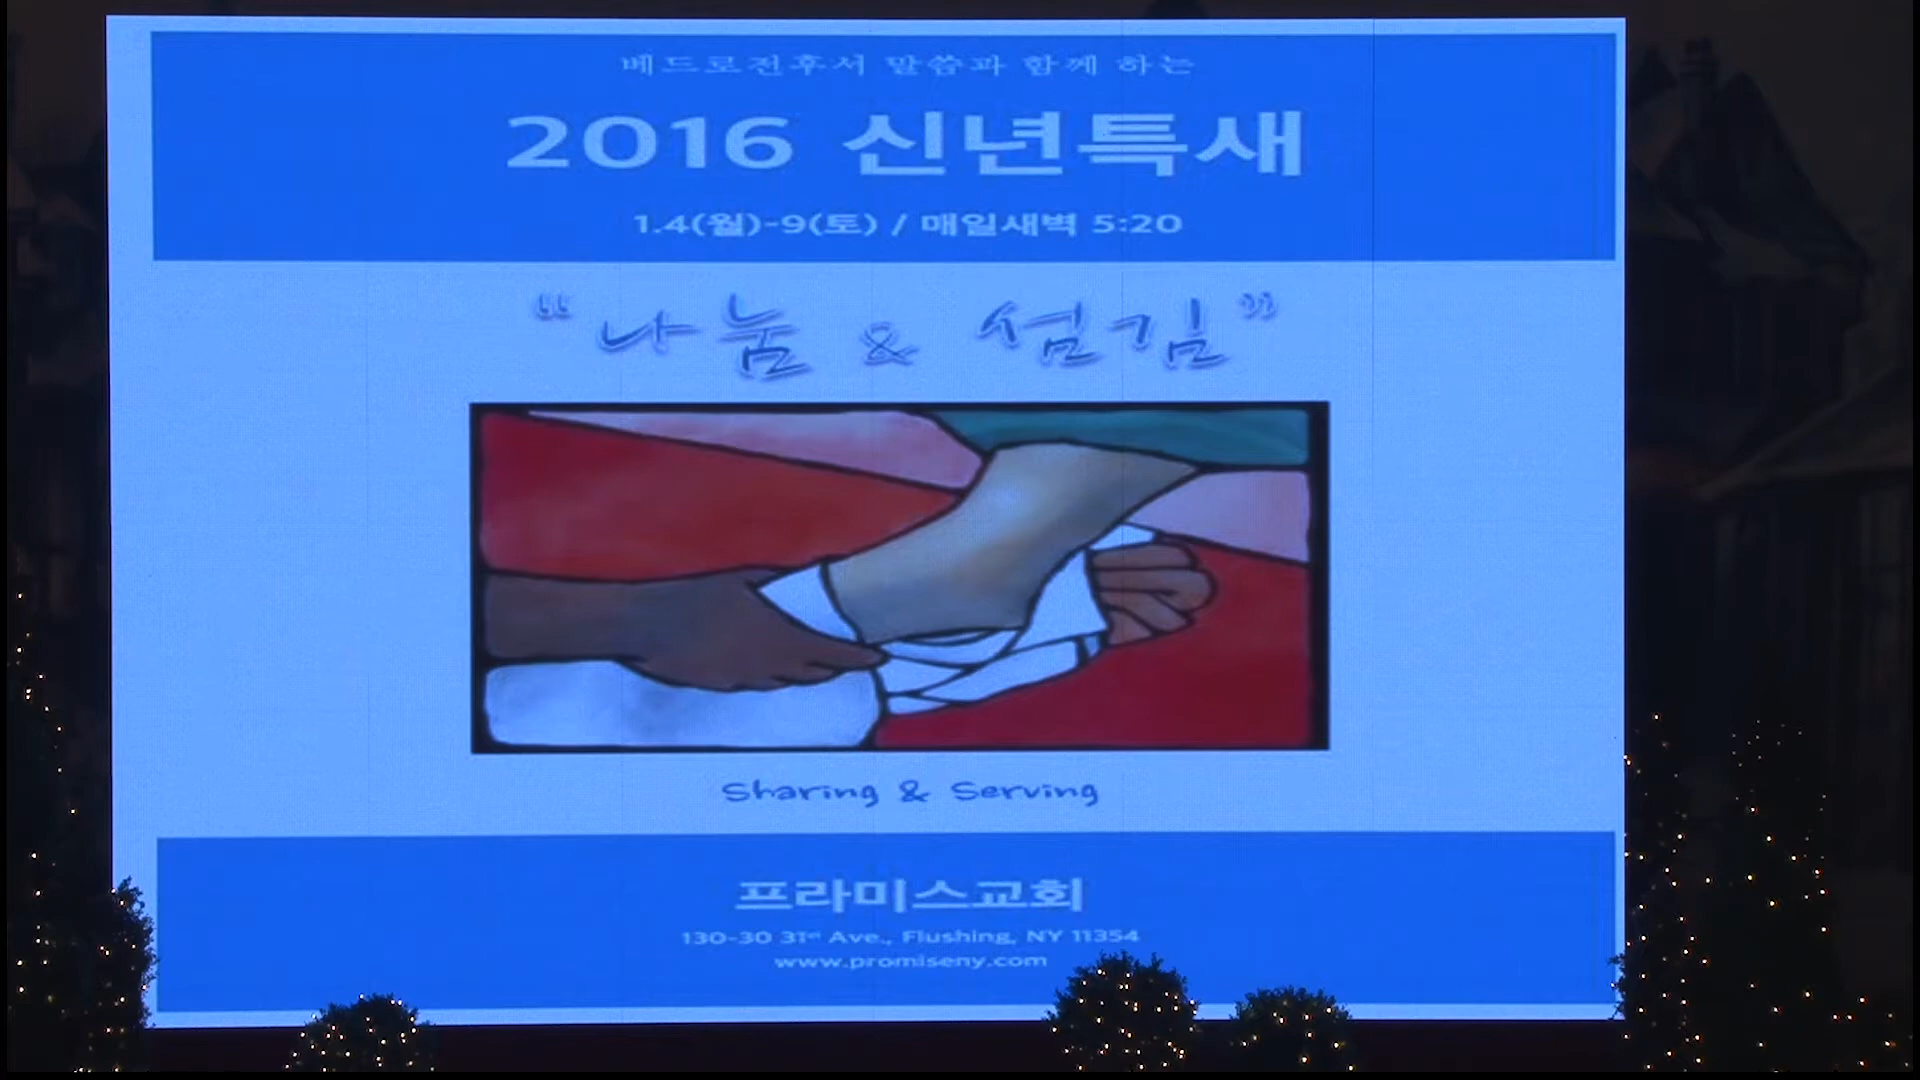 베드로전후서 말씀과 함께 하는
2016 신년특새
1.4(월)-9(토) / 매일새벽 5:20
“나눔 & 섬김”
Sharing & Serving
프라미스교회
130-30 31st Ave., Flushing, NY 11354
www.promiseny.com